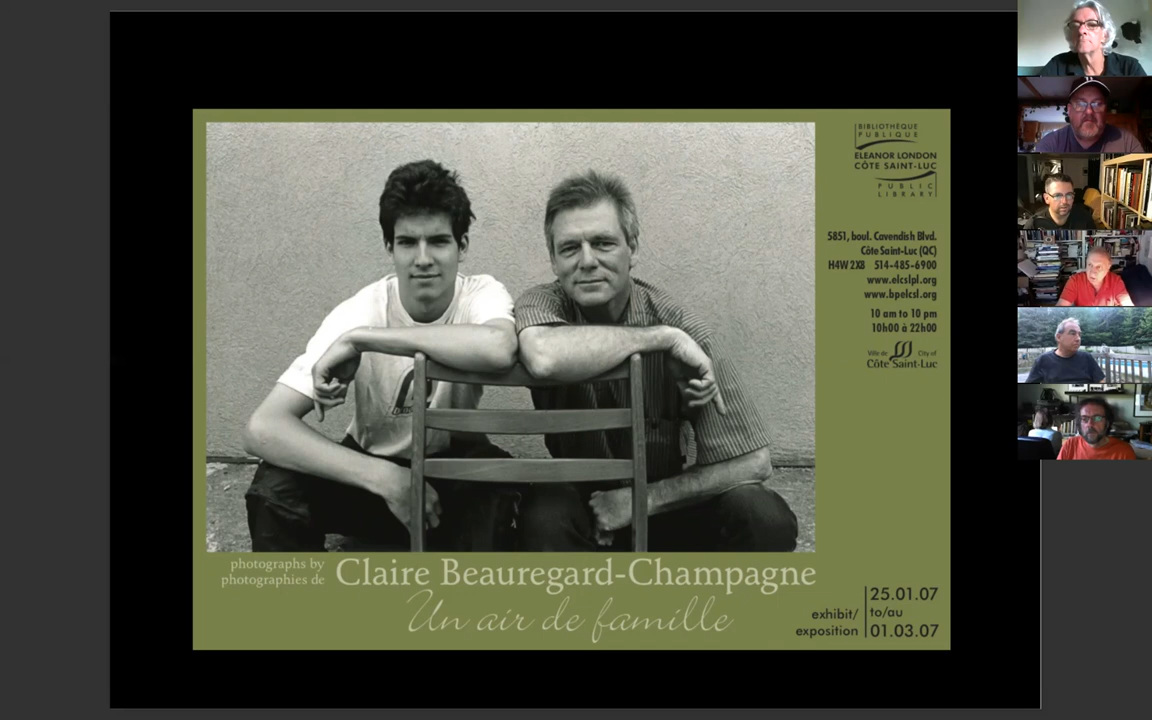 BIBLIOTHÈQUE
PUBLIQUE
ELEANOR LONDON
CÔTE SAINT-LUC
PUBLIC
LIBRARY
5851, boul. Cavendish Blvd.
Côte Saint-Luc (QC)
H4W 2X8 514-485-6900
www.elcslpl.org
www.bpelcsl.org
10 am to 10 pm
10h00 à 22h00
Ville de City of
Côte Saint-Luc
photographs by
photographies de
Claire Beauregard-Champagne
Un air de famille
exhibit/
exposition
25.01.07
to/au
01.03.07